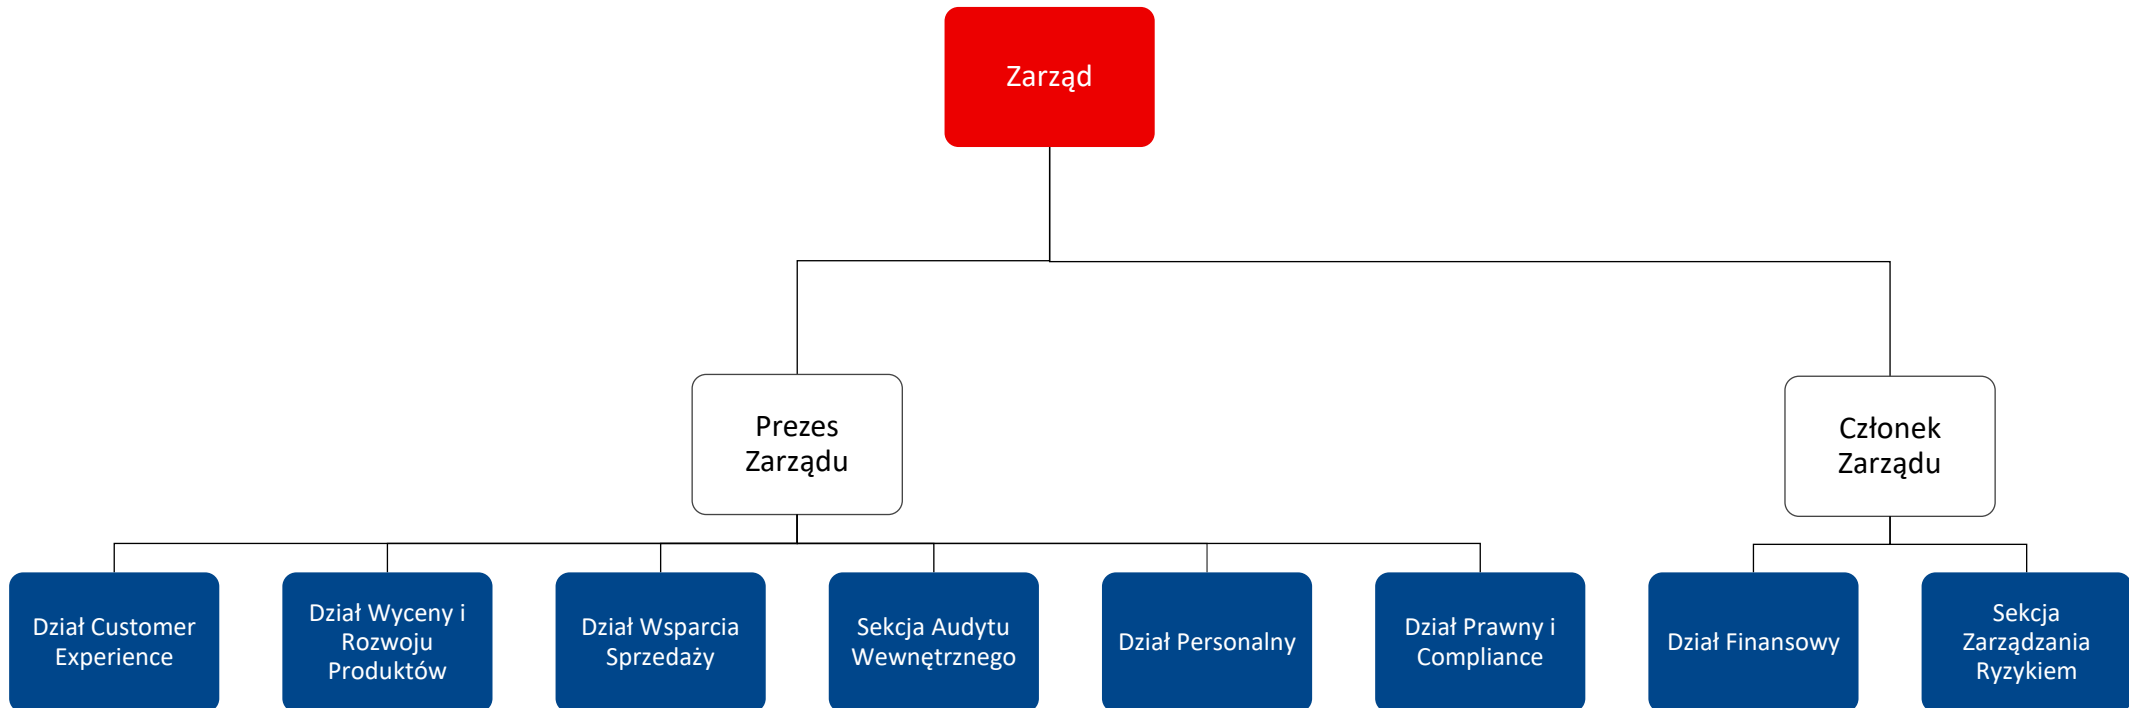 Zarząd
Prezes
Zarządu
Członek
Zarządu
Dział Customer
Experience
Dział Wyceny i
Rozwoju
Produktów
Dział Wsparcia
Sprzedaży
Sekcja Audytu
Wewnętrznego
Dział Personalny
Dział Prawny i
Compliance
Dział Finansowy
Sekcja
Zarządzania
Ryzykiem